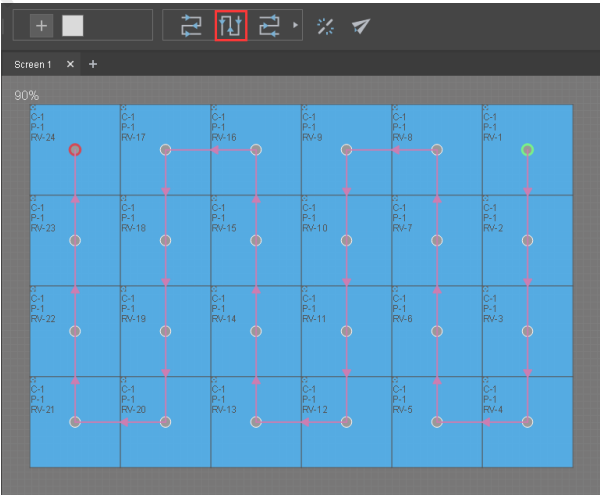 Screen 1 × +
90%
C-1
P-1
RV-24
C-1
P-1
RV-17
C-1
P-1
RV-16
C-1
P-1
RV-9
C-1
P-1
RV-8
C-1
P-1
RV-1
C-1
P-1
RV-23
C-1
P-1
RV-18
C-1
P-1
RV-15
C-1
P-1
RV-10
C-1
P-1
RV-7
C-1
P-1
RV-2
C-1
P-1
RV-22
C-1
P-1
RV-19
C-1
P-1
RV-14
C-1
P-1
RV-11
C-1
P-1
RV-6
C-1
P-1
RV-3
C-1
P-1
RV-21
C-1
P-1
RV-20
C-1
P-1
RV-13
C-1
P-1
RV-12
C-1
P-1
RV-5
C-1
P-1
RV-4